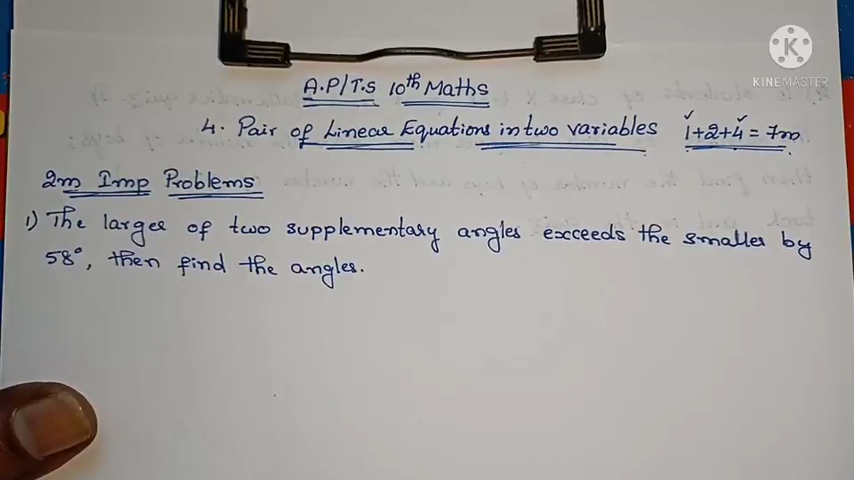 KINEMASTER
A.P/T.S 10th Maths
4. Pair of Linear Equations in two variables 1+2+4 = 7m
2m Imp Problems
1) The larger of two supplementary angles exceeds the smaller by
58°, then find the angles.